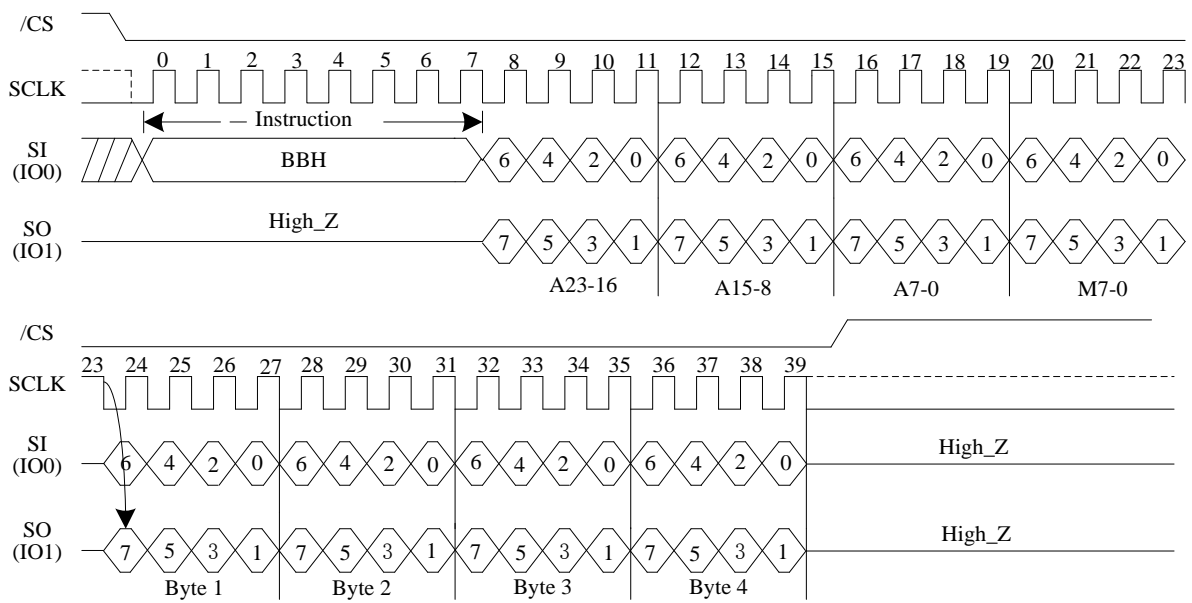 /CS
0 1 2 3 4 5 6 7 8 9 10 11 12 13 14 15 16 17 18 19 20 21 22 23
SCLK
Instruction
SI
(IO0)
BBH 6 4 2 0 6 4 2 0 6 4 2 0 6 4 2 0
SO
(IO1)
High_Z 7 5 3 1 7 5 3 1 7 5 3 1 7 5 3 1
A23-16 A15-8 A7-0 M7-0
/CS
23 24 25 26 27 28 29 30 31 32 33 34 35 36 37 38 39
SCLK
SI
(IO0)
6 4 2 0 6 4 2 0 6 4 2 0 6 4 2 0 High_Z
SO
(IO1)
7 5 3 1 7 5 3 1 7 5 3 1 7 5 3 1 High_Z
Byte 1 Byte 2 Byte 3 Byte 4